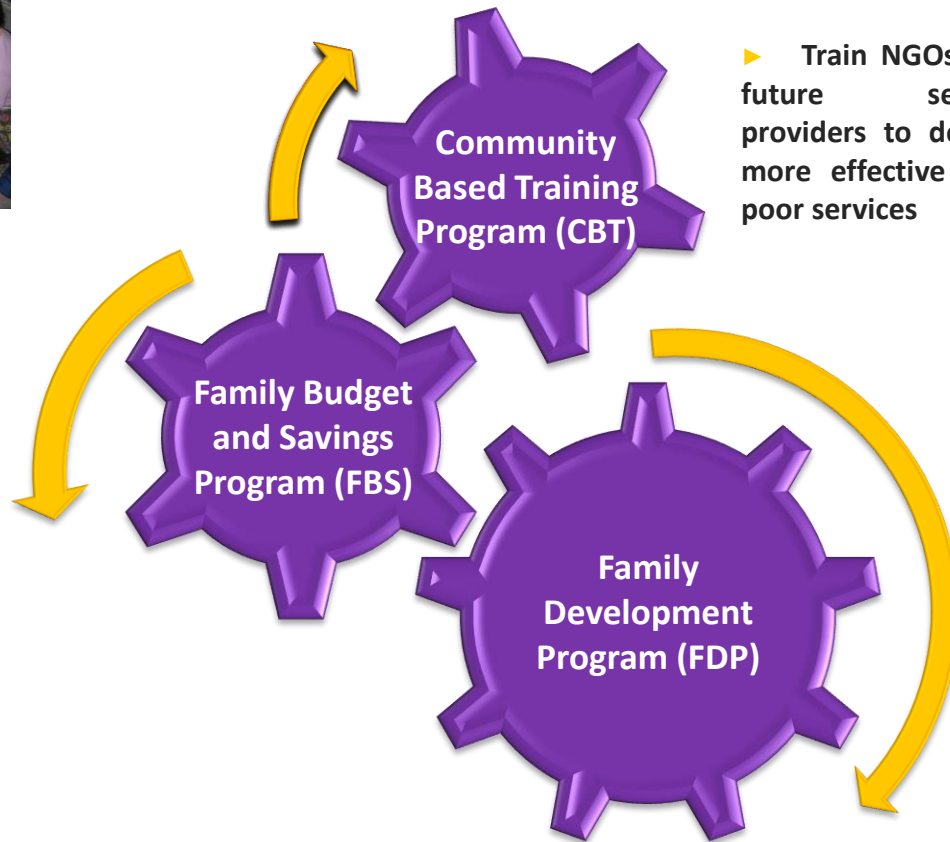 ► Train NGOs
future
providers to
more effective
poor services
Community
Based Training
Program (CBT)
Family Budget
and Savings
Program (FBS)
Family
Development
Program (FDP)